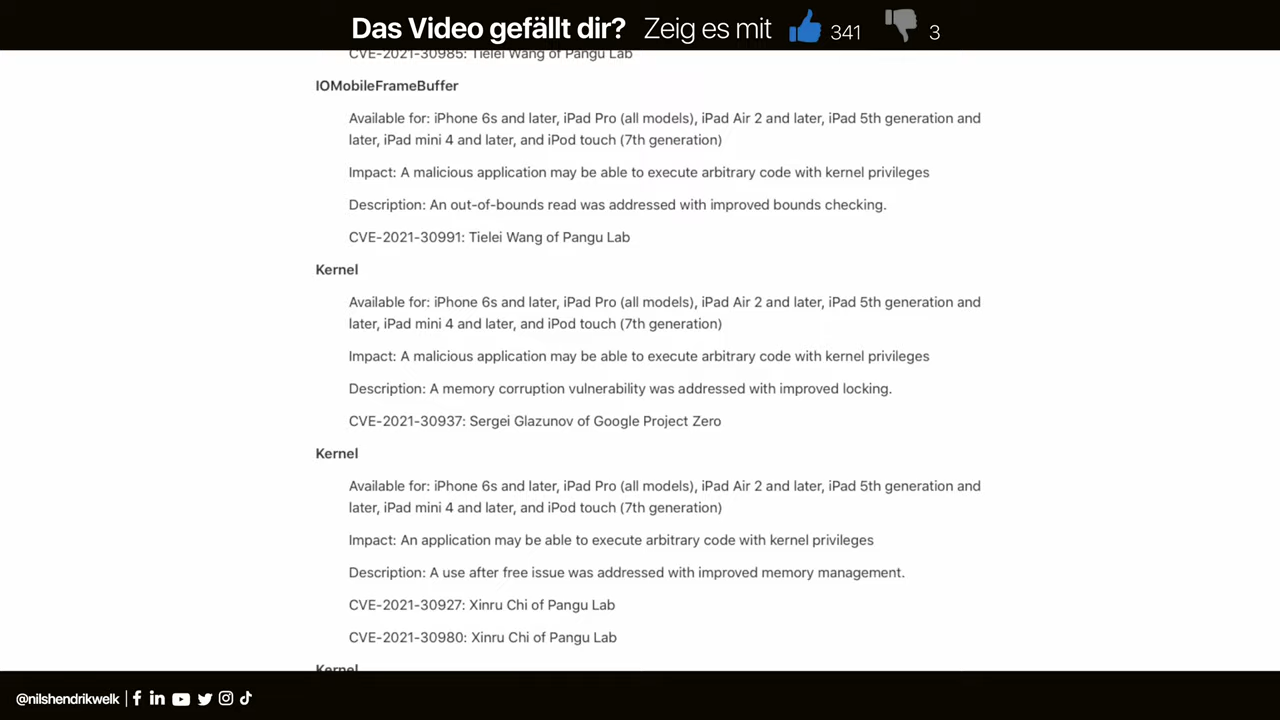 Das Video gefällt dir? Zeig es mit 341 3
CVE-2021-30985: Tielei Wang of Pangu Lab
IOMobileFrameBuffer
Available for: iPhone 6s and later, iPad Pro (all models), iPad Air 2 and later, iPad 5th generation and
later, iPad mini 4 and later, and iPod touch (7th generation)
Impact: A malicious application may be able to execute arbitrary code with kernel privileges
Description: An out-of-bounds read was addressed with improved bounds checking.
CVE-2021-30991: Tielei Wang of Pangu Lab
Kernel
Available for: iPhone 6s and later, iPad Pro (all models), iPad Air 2 and later, iPad 5th generation and
later, iPad mini 4 and later, and iPod touch (7th generation)
Impact: A malicious application may be able to execute arbitrary code with kernel privileges
Description: A memory corruption vulnerability was addressed with improved locking.
CVE-2021-30937: Sergei Glazunov of Google Project Zero
Kernel
Available for: iPhone 6s and later, iPad Pro (all models), iPad Air 2 and later, iPad 5th generation and
later, iPad mini 4 and later, and iPod touch (7th generation)
Impact: An application may be able to execute arbitrary code with kernel privileges
Description: A use after free issue was addressed with improved memory management.
CVE-2021-30927: Xinru Chi of Pangu Lab
CVE-2021-30980: Xinru Chi of Pangu Lab
Kernel
@nilshendrikwelk